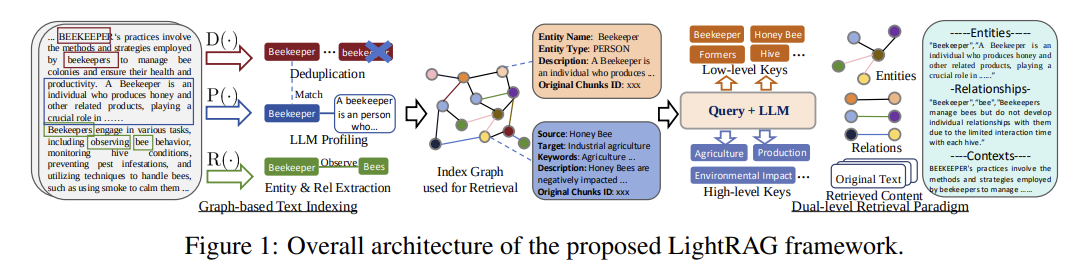 ... BEEKEEPER's practices involve
the methods and strategies employed
by beekeepers to manage bee
colonies and ensure their health and
productivity. A Beekeeper is an
individual who produces honey and
other related products, playing a
crucial role in ......
Beekeepers engage in various tasks,
including observing bee behavior,
monitoring hive conditions,
preventing pest infestations, and
utilizing techniques to handle bees,
such as using smoke to calm them ...
D(·)
P(·)
R(·)
Beekeeper ... beekeeper
Deduplication
Match
Beekeeper
A beekeeper
is an person
who...
LLM Profiling
Beekeeper Observe Bees
Entity & Rel Extraction
Graph-based Text Indexing
Index Graph
used for Retrieval
Entity Name: Beekeeper
Entity Type: PERSON
Description: A Beekeeper is
an individual who produces ...
Original Chunks ID: xxx
Source: Honey Bee
Target: Industrial agriculture
Keywords: Agriculture ...
Description: Honey Bees are
negatively impacted ...
Original Chunks ID: xxx
Beekeeper Honey Bee
Formers Hive ...
Low-level Keys
Query + LLM
Agriculture Production
Environmental Impact ...
High-level Keys
Entities
Relations
Original Text
Retrieved Content
Dual-level Retrieval Paradigm
-----Entities----
"Beekeeper","A Beekeeper is an
individual who produces honey and
other related products, playing a
crucial role in ......"
-Relationships-
"Beekeeper","bee","Beekeepers
manage bees but do not develop
individual relationships with them
due to the limited interaction time
with each hive."
----Contexts----
BEEKEEPER's practices involve the
methods and strategies employed
by beekeepers to manage ......
Figure 1: Overall architecture of the proposed LightRAG framework.